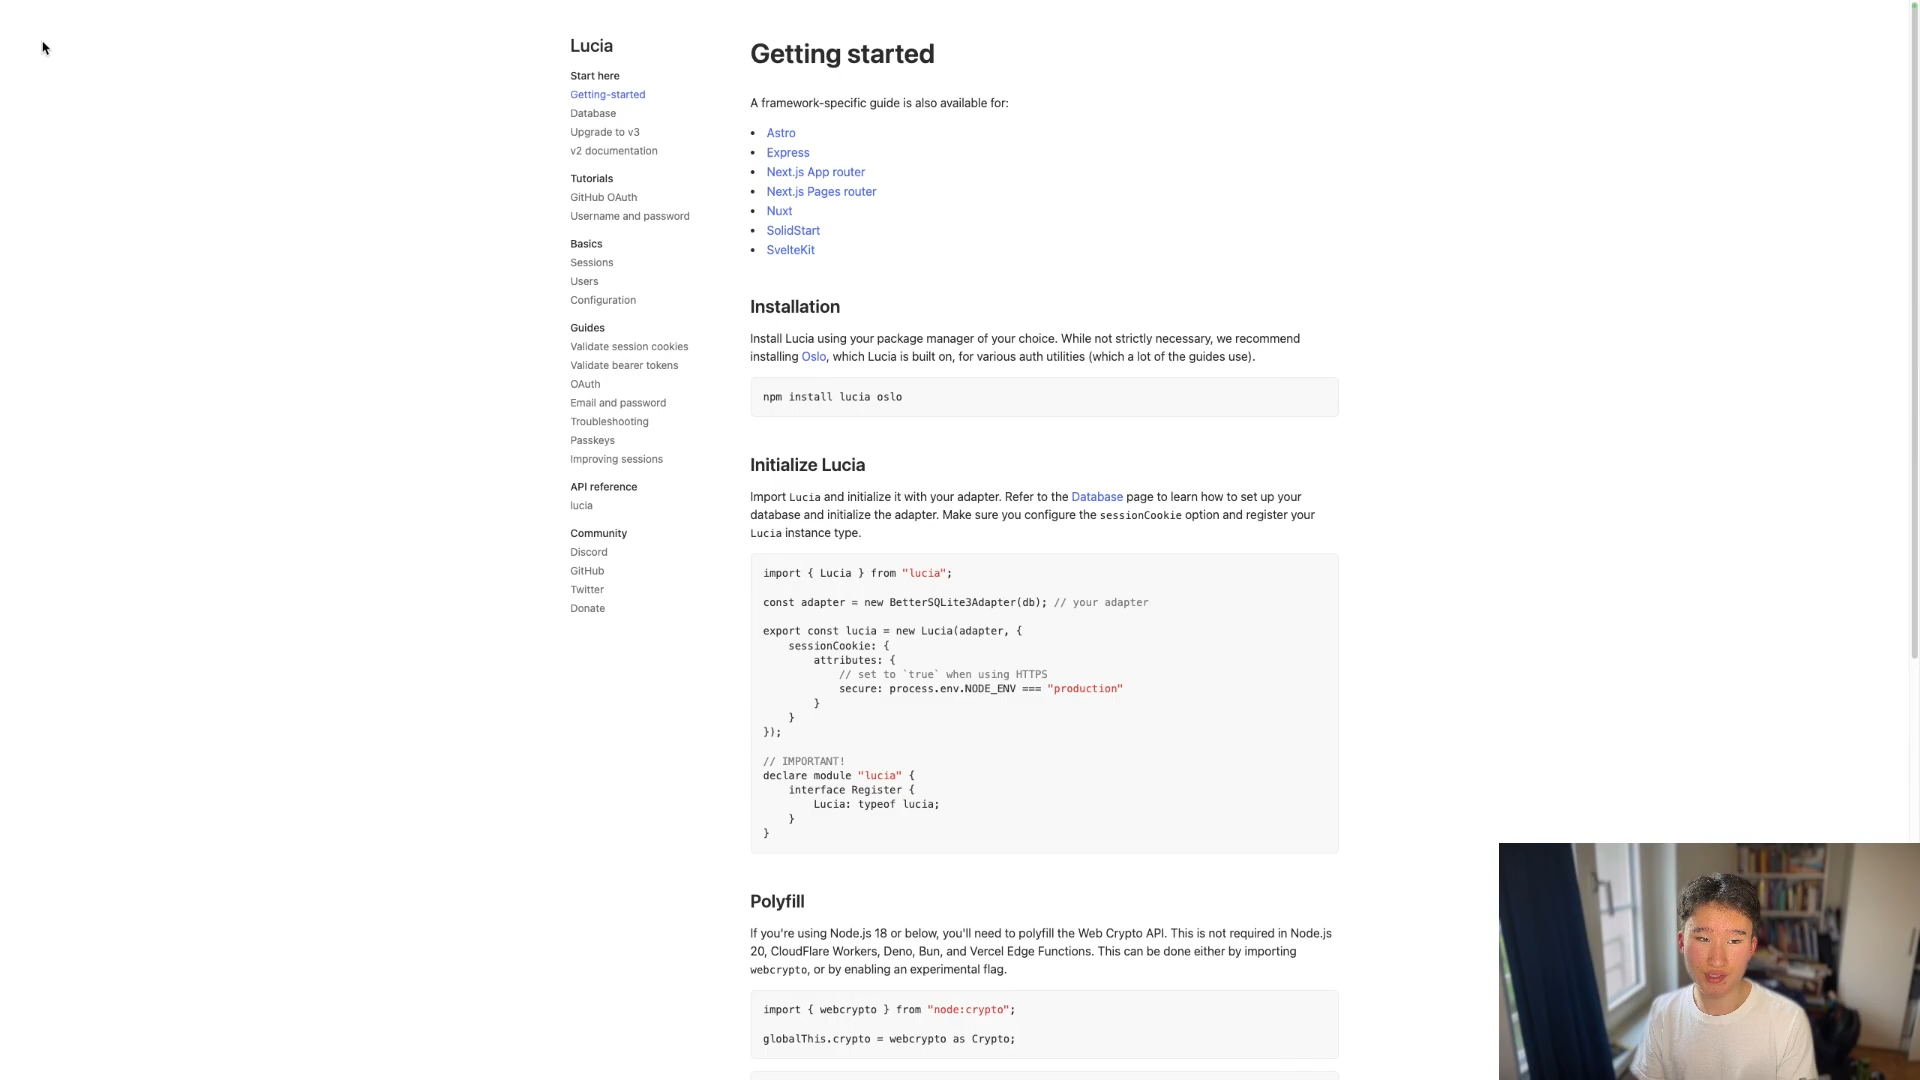 Lucia
Start here
Getting-started
Database
Upgrade to v3
v2 documentation
Tutorials
GitHub OAuth
Username and password
Basics
Sessions
Users
Configuration
Guides
Validate session cookies
Validate bearer tokens
OAuth
Email and password
Troubleshooting
Passkeys
Improving sessions
API reference
lucia
Community
Discord
GitHub
Twitter
Donate
Getting started
A framework-specific guide is also available for:
• Astro
• Express
• Next.js App router
• Next.js Pages router
• Nuxt
• SolidStart
• SvelteKit
Installation
Install Lucia using your package manager of your choice. While not strictly necessary, we recommend
installing Oslo, which Lucia is built on, for various auth utilities (which a lot of the guides use).
npm install lucia oslo
Initialize Lucia
Import Lucia and initialize it with your adapter. Refer to the Database page to learn how to set up your
database and initialize the adapter. Make sure you configure the sessionCookie option and register your
Lucia instance type.
import { Lucia } from "lucia";
const adapter = new BetterSQLite3Adapter(db); // your adapter
export const lucia = new Lucia(adapter, {
sessionCookie: {
attributes: {
// set to `true` when using HTTPS
secure: process.env.NODE_ENV === "production"
}
}
});
// IMPORTANT!
declare module "lucia" {
interface Register {
Lucia: typeof lucia;
}
}
Polyfill
If you're using Node.js 18 or below, you'll need to polyfill the Web Crypto API. This is not required in Node.js
20, CloudFlare Workers, Deno, Bun, and Vercel Edge Functions. This can be done either by importing
webcrypto, or by enabling an experimental flag.
import { webcrypto } from "node:crypto";
globalThis.crypto = webcrypto as Crypto;